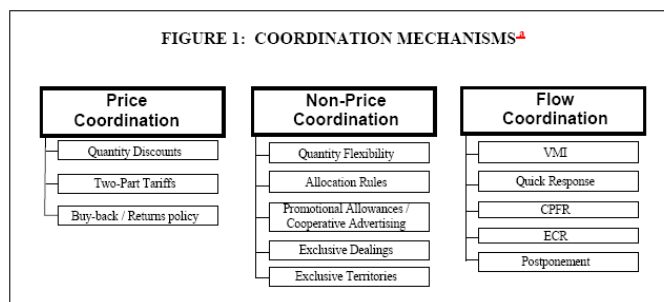 FIGURE 1: COORDINATION MECHANISMS
Price
Coordination
Quantity Discounts
Two-Part Tariffs
Buy-back / Returns policy
Non-Price
Coordination
Quantity Flexibility
Allocation Rules
Promotional Allowances /
Cooperative Advertising
Exclusive Dealings
Exclusive Territories
Flow
Coordination
VMI
Quick Response
CPFR
ECR
Postponement